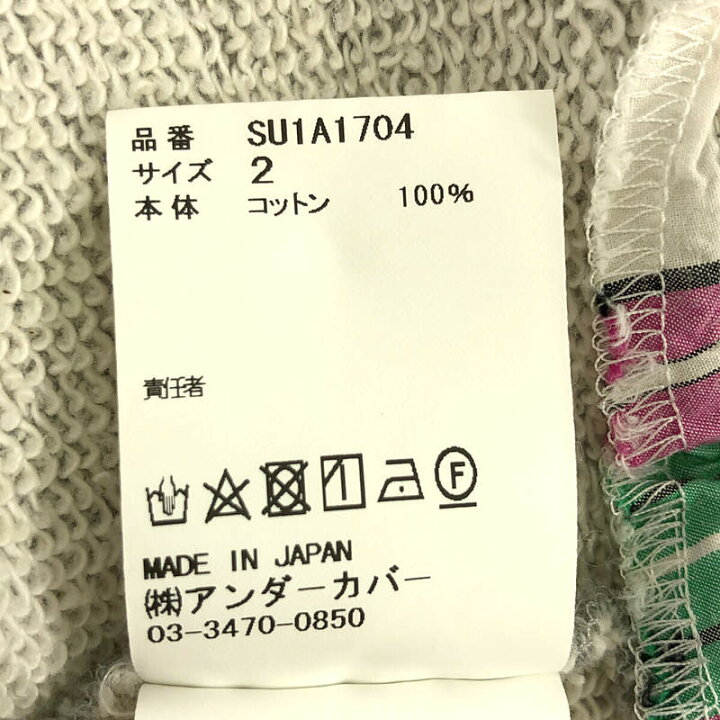 品番 SU1A1704
サイズ 2
本体 コットン 100%
責任者
F
MADE IN JAPAN
(株)アンダーカバー
03-3470-0850